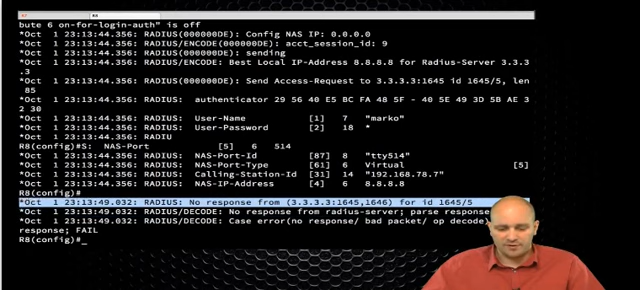 R8
bute 6 on-for-login-auth" is off
*Oct  1 23:13:44.356: RADIUS(000000DE): Config NAS IP: 0.0.0.0
*Oct  1 23:13:44.356: RADIUS/ENCODE(000000DE): acct_session_id: 9
*Oct  1 23:13:44.356: RADIUS(000000DE): sending
*Oct  1 23:13:44.356: RADIUS/ENCODE: Best Local IP-Address 8.8.8.8 for Radius-Server 3.3.3
.3
*Oct  1 23:13:44.356: RADIUS(000000DE): Send Access-Request to 3.3.3.3:1645 id 1645/5, len
85
*Oct  1 23:13:44.356: RADIUS:  authenticator 29 56 40 E5 BC FA 48 5F - 40 5E 49 3D 5B AE 3
2 30
*Oct  1 23:13:44.356: RADIUS:  User-Name           [1]   7   "marko"
*Oct  1 23:13:44.356: RADIUS:  User-Password       [2]   18  *
*Oct  1 23:13:44.356: RADIU
R8(config)#S:  NAS-Port            [5]   6   514
*Oct  1 23:13:44.356: RADIUS:  NAS-Port-Id         [87]  8   "tty514"
*Oct  1 23:13:44.356: RADIUS:  NAS-Port-Type       [61]  6   Virtual                   [5]
*Oct  1 23:13:44.356: RADIUS:  Calling-Station-Id  [31]  14  "192.168.78.7"
*Oct  1 23:13:44.356: RADIUS:  NAS-IP-Address      [4]   6   8.8.8.8
R8(config)#
*Oct  1 23:13:49.032: RADIUS: No response from (3.3.3.3:1645,1646) for id 1645/5
*Oct  1 23:13:49.032: RADIUS/DECODE: No response from radius-server; parse response
*Oct  1 23:13:49.032: RADIUS/DECODE: Case error(no response/ bad packet/ op decode)
response; FAIL
R8(config)#_